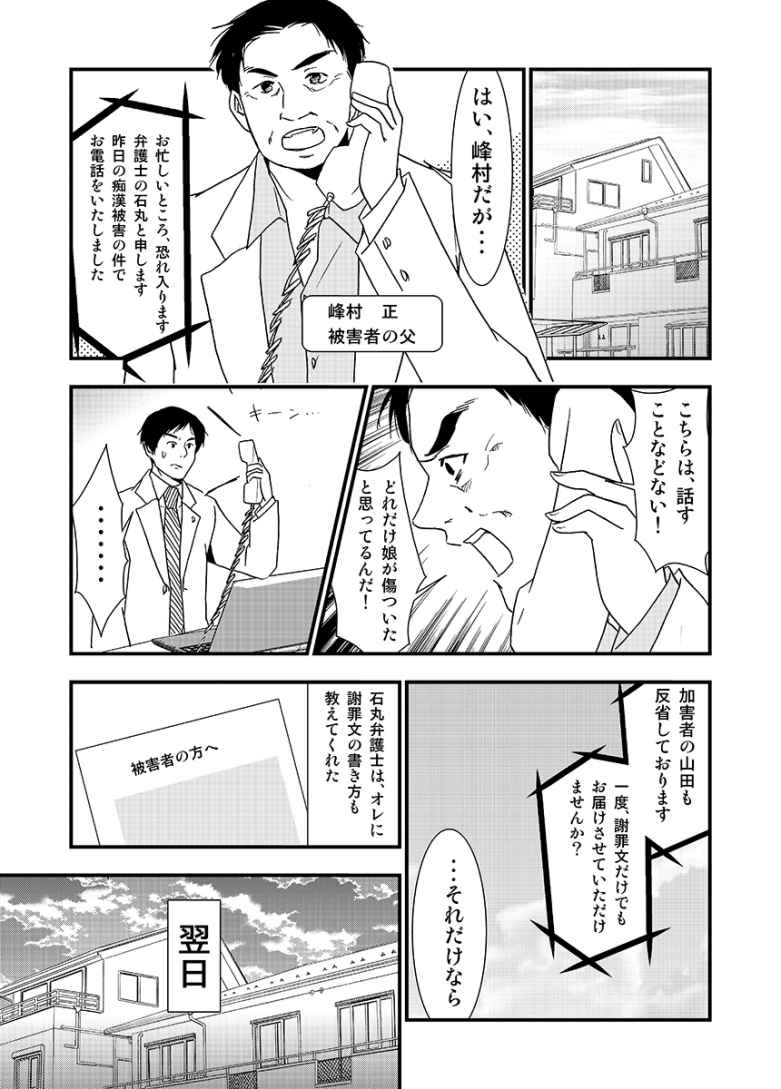 はい、峰村だが・・・
お忙しいところ、恐れ入ります
弁護士の石丸と申します
昨日の痴漢被害の件で
お電話をいたしました
峰村　正
被害者の父
こちらは、話す
ことなどない！
どれだけ娘が傷ついた
と思ってるんだ！
キーン・・・
・・・・・・・
加害者の山田も
反省しております
一度、謝罪文だけでも
お届けさせていただけ
ませんか？
・・・それだけなら
石丸弁護士は、オレに
謝罪文の書き方も
教えてくれた
被害者の方へ
翌日